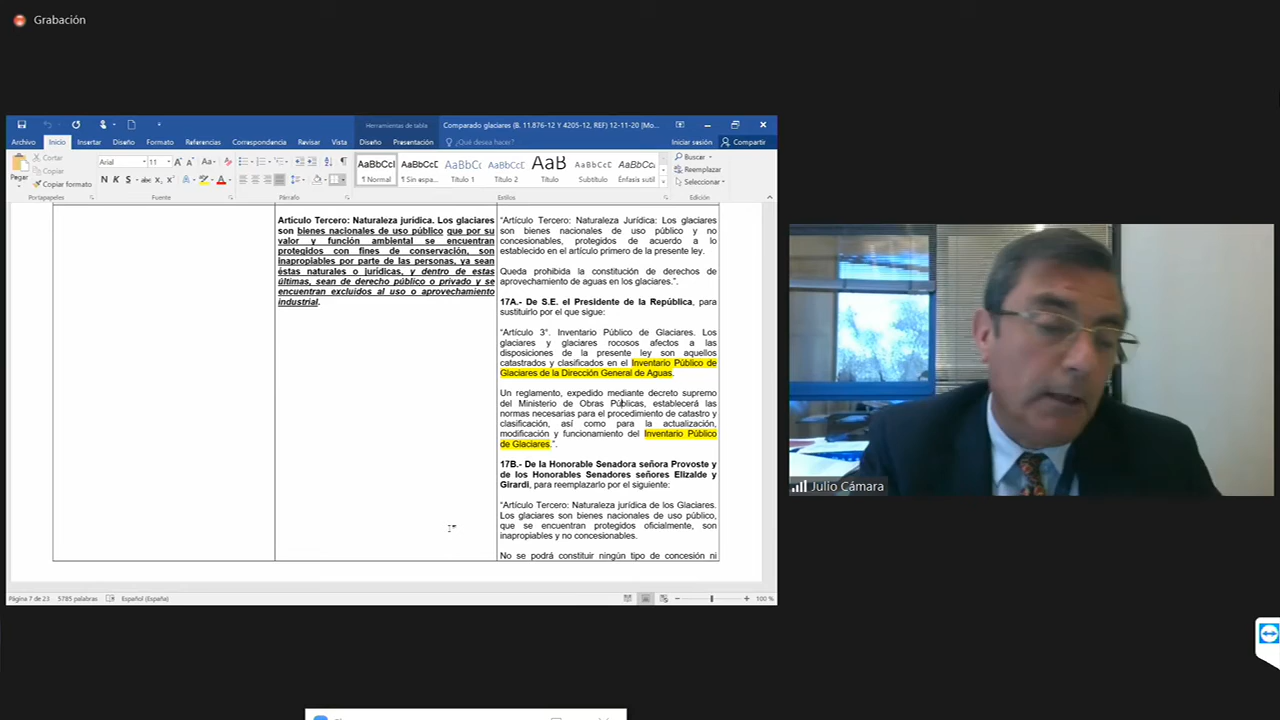 Grabación
Comparado glaciares (B. 11.876-12 Y 4205-12, REF) 12-11-20 [Mo...
Herramientas de tabla
Archivo Inicio Insertar Diseño Formato Referencias Correspondencia Revisar Vista Diseño Presentación ¿Qué desea hacer? Iniciar sesión Compartir
Pegar
Cortar
Copiar
Copiar formato
Portapapeles
Arial 11
N K S abc
Fuente
Párrafo
AaBbCcI AaBbCcD AaBbCc AaBbCcD AaB AaBbCcD AaBbCcD
¶ Normal ¶ Sin espa... Título 1 Título 2 Título Subtítulo Énfasis sutil
Estilos
Buscar
Reemplazar
Seleccionar
Edición
Artículo Tercero: Naturaleza jurídica. Los glaciares
son bienes nacionales de uso público que por su
valor y función ambiental se encuentran
protegidos con fines de conservación, son
inapropiables por parte de las personas, ya sean
éstas naturales o jurídicas, y dentro de estas
últimas, sean de derecho público o privado y se
encuentran excluidos al uso o aprovechamiento
industrial.
"Artículo Tercero: Naturaleza Jurídica: Los glaciares
son bienes nacionales de uso público y no
concesionables, protegidos de acuerdo a lo
establecido en el artículo primero de la presente ley.
Queda prohibida la constitución de derechos de
aprovechamiento de aguas en los glaciares.".
17A.- De S.E. el Presidente de la República, para
sustituirlo por el que sigue:
"Artículo 3°. Inventario Público de Glaciares. Los
glaciares y glaciares rocosos afectos a las
disposiciones de la presente ley son aquellos
catastrados y clasificados en el Inventario Público de
Glaciares de la Dirección General de Aguas.
Un reglamento, expedido mediante decreto supremo
del Ministerio de Obras Públicas, establecerá las
normas necesarias para el procedimiento de catastro y
clasificación, así como para la actualización,
modificación y funcionamiento del Inventario Público
de Glaciares.".
17B.- De la Honorable Senadora señora Provoste y
de los Honorables Senadores señores Elizalde y
Girardi, para reemplazarlo por el siguiente:
"Artículo Tercero: Naturaleza jurídica de los Glaciares.
Los glaciares son bienes nacionales de uso público,
que se encuentran protegidos oficialmente, son
inapropiables y no concesionables.
No se podrá constituir ningún tipo de concesión ni
Página 7 de 23 5785 palabras Español (España) 100 %
Julio Cámara